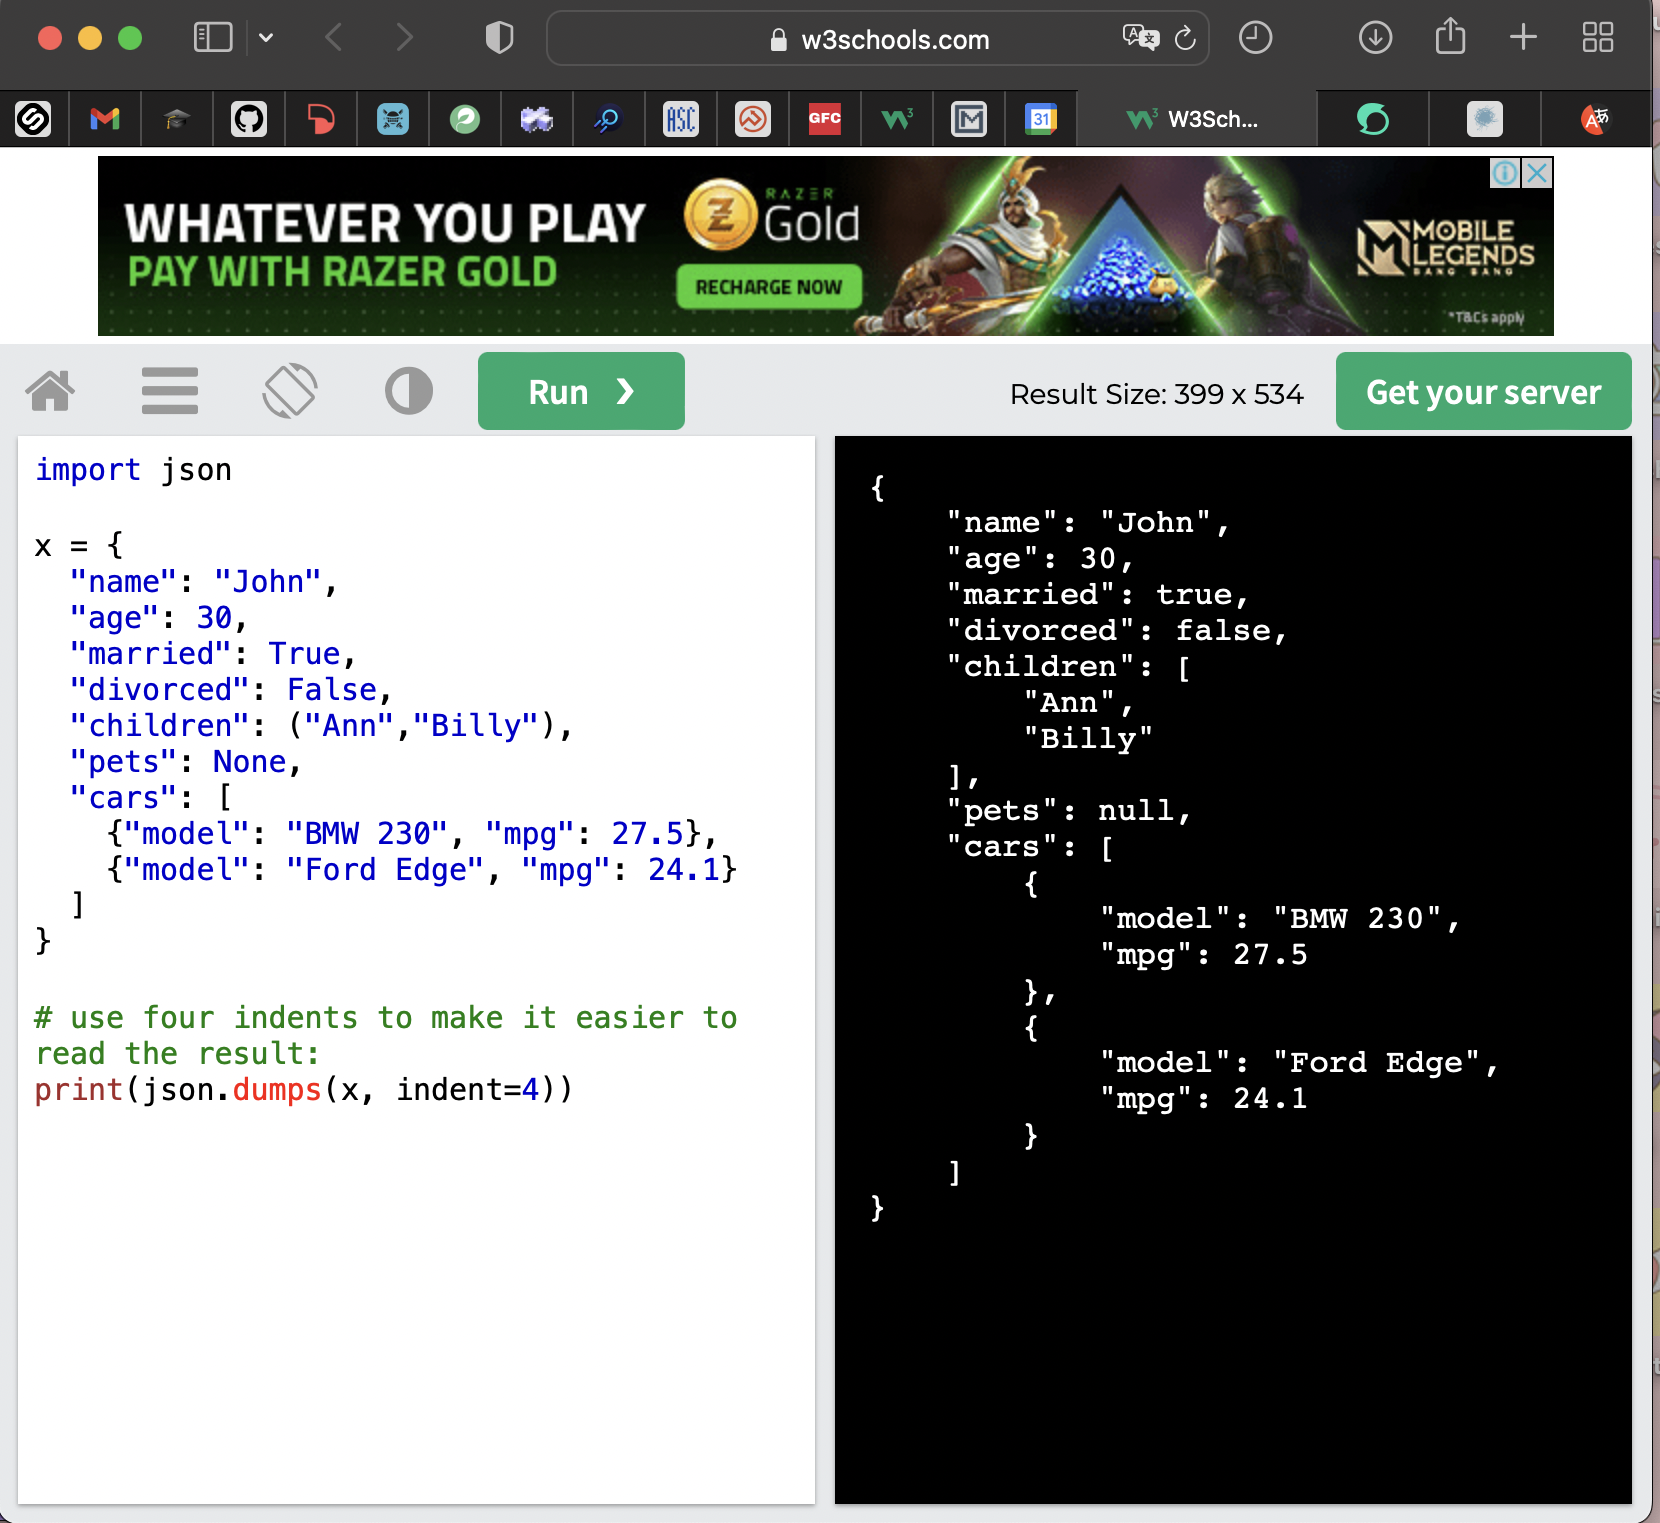 w3schools.com
ASC
GFC
31
W3Sch...
WHATEVER YOU PLAY
PAY WITH RAZER GOLD
RAZER
Gold
RECHARGE NOW
MOBILE
LEGENDS
BANG BANG
*T&Cs apply
Run ❯
Result Size: 399 x 534
Get your server
import json
x = {
  "name": "John",
  "age": 30,
  "married": True,
  "divorced": False,
  "children": ("Ann","Billy"),
  "pets": None,
  "cars": [
    {"model": "BMW 230", "mpg": 27.5},
    {"model": "Ford Edge", "mpg": 24.1}
  ]
}
# use four indents to make it easier to
read the result:
print(json.dumps(x, indent=4))
{
    "name": "John",
    "age": 30,
    "married": true,
    "divorced": false,
    "children": [
        "Ann",
        "Billy"
    ],
    "pets": null,
    "cars": [
        {
            "model": "BMW 230",
            "mpg": 27.5
        },
        {
            "model": "Ford Edge",
            "mpg": 24.1
        }
    ]
}